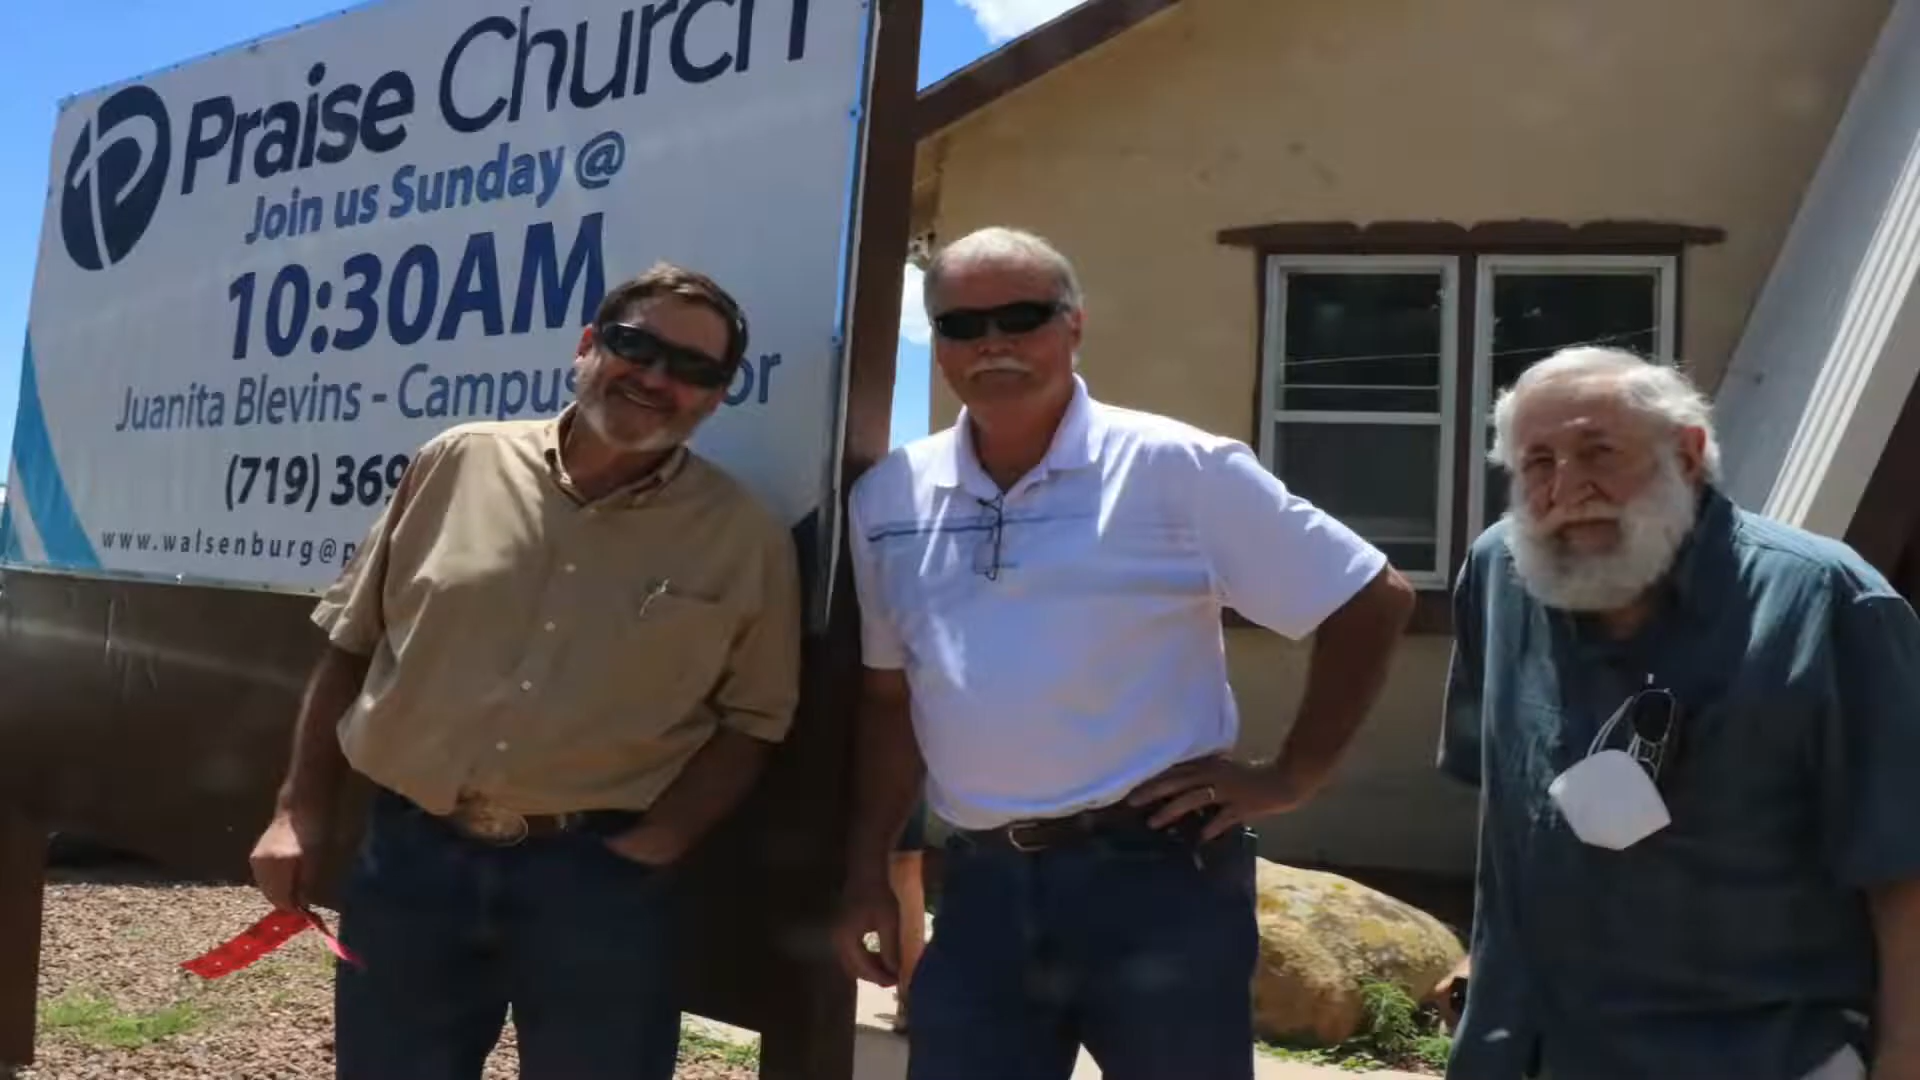 Praise Church
Join us Sunday @
10:30AM
Juanita Blevins - Campus
(719) 369
www.walsenburg@p